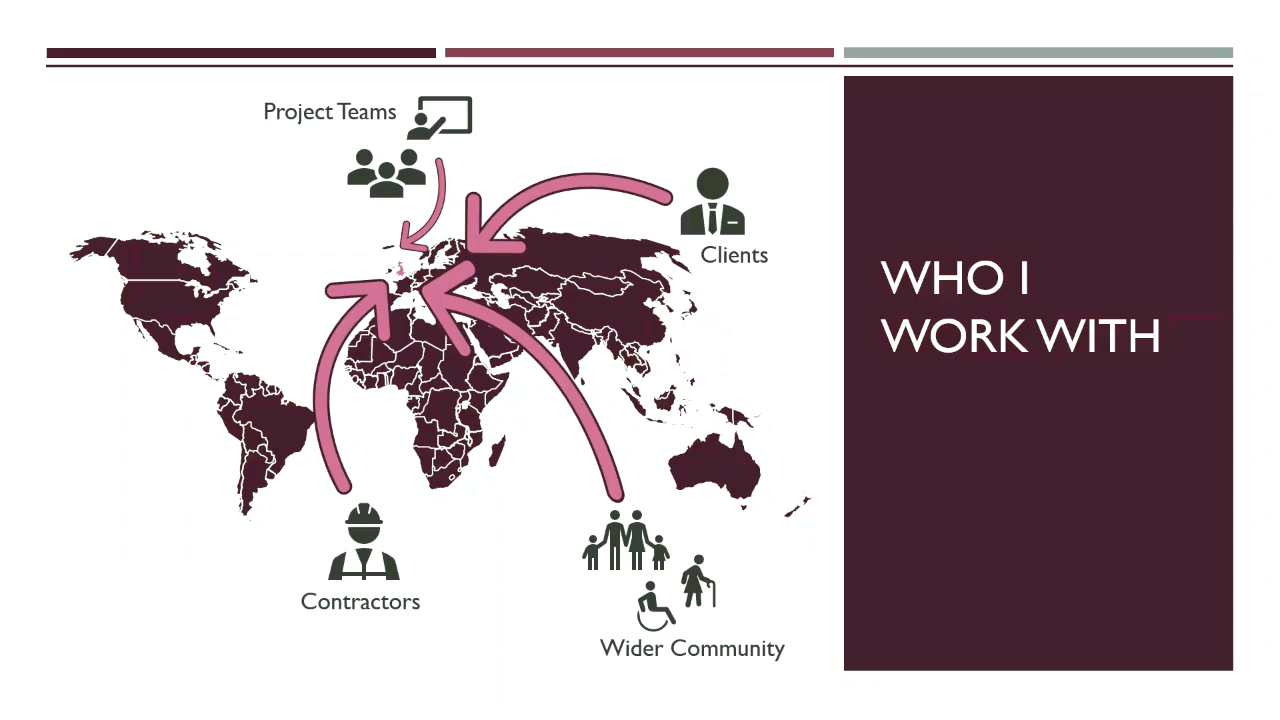 Project Teams
Clients
WHO I
WORK WITH
Contractors
Wider Community